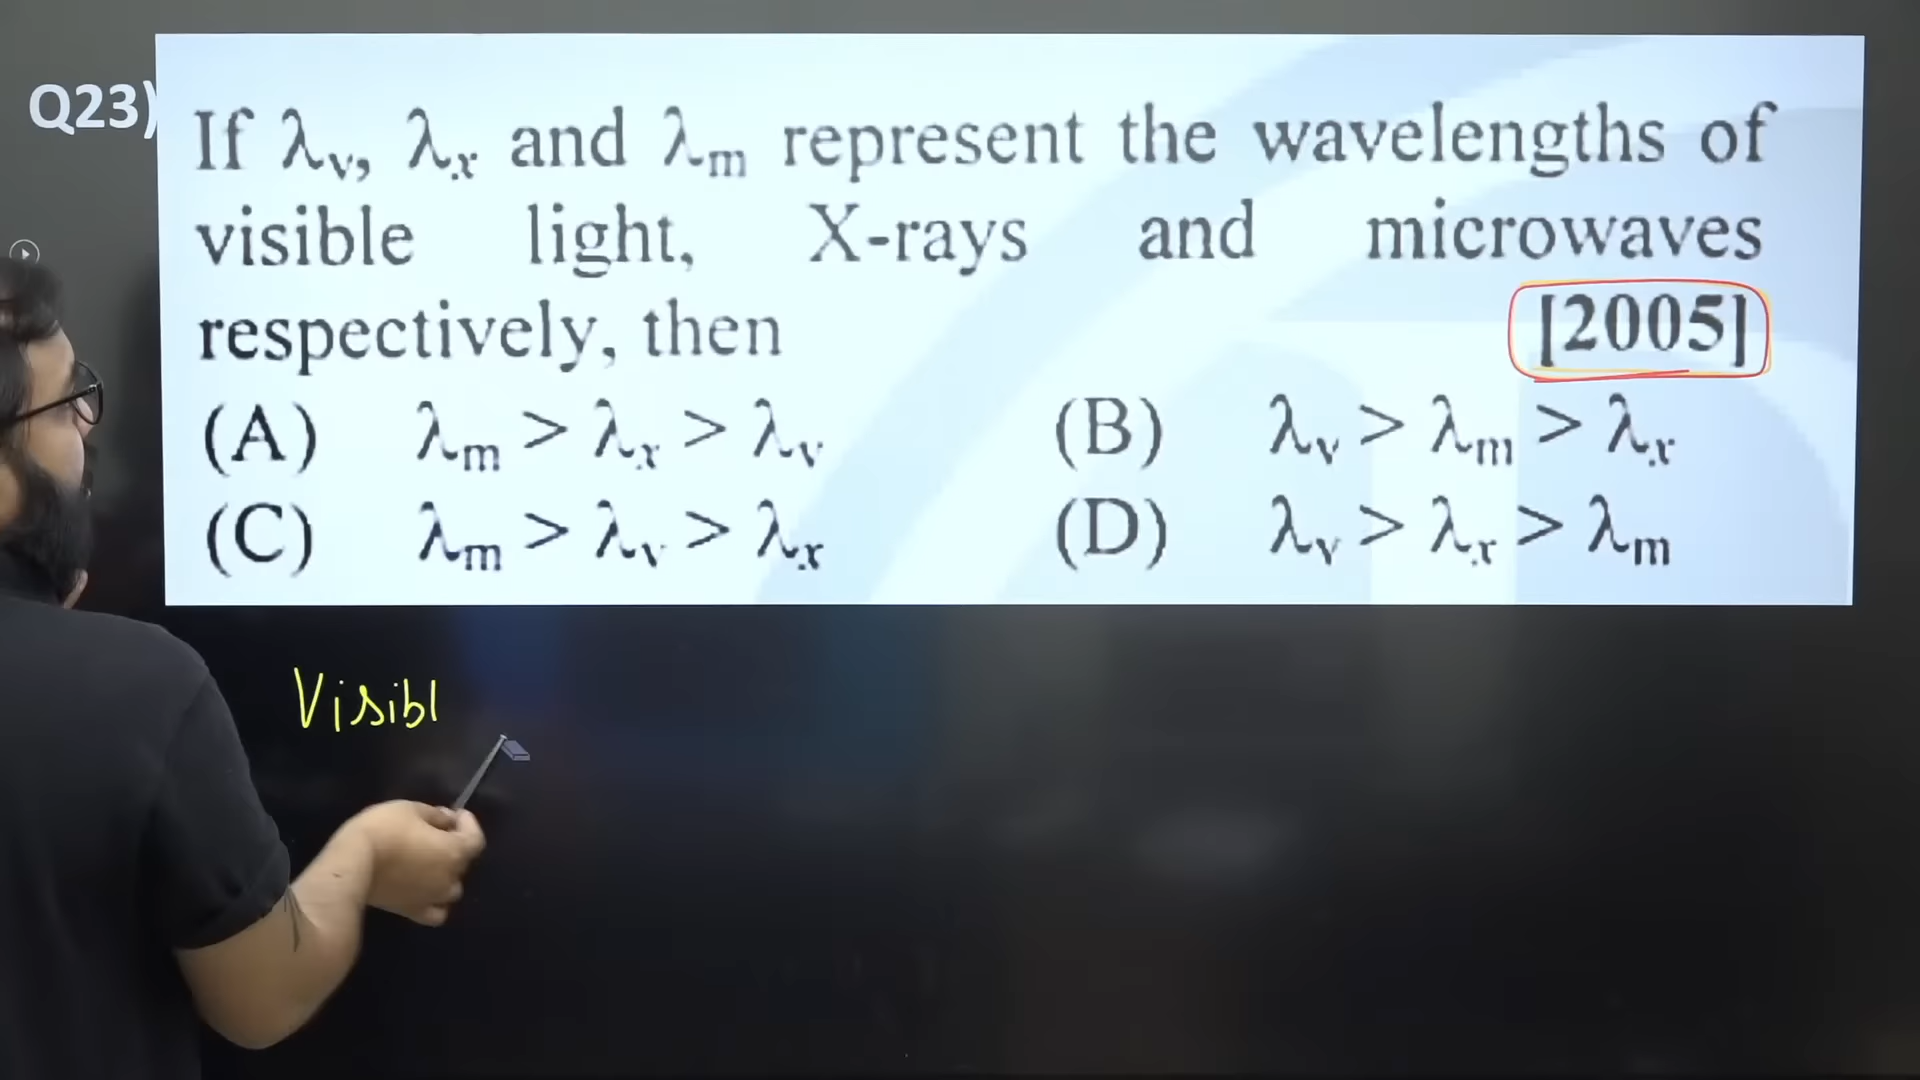 Q23)
If λv, λx and λm represent the wavelengths of
visible light, X-rays and microwaves
respectively, then [2005]
(A) λm > λx > λv (B) λv > λm > λx
(C) λm > λv > λx (D) λv > λx > λm
Visibl